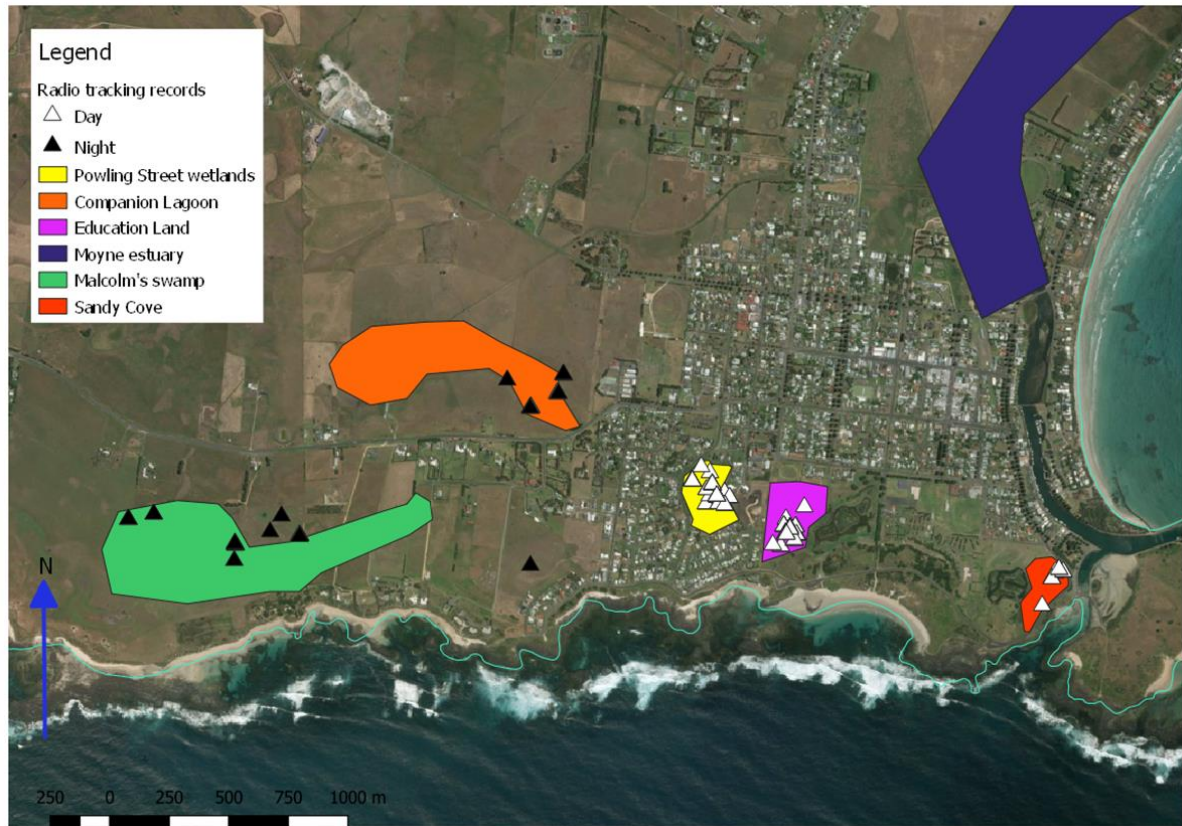 Legend
Radio tracking records
Day
Night
Powling Street wetlands
Companion Lagoon
Education Land
Moyne estuary
Malcolm's swamp
Sandy Cove
N
250 0 250 500 750 1000 m